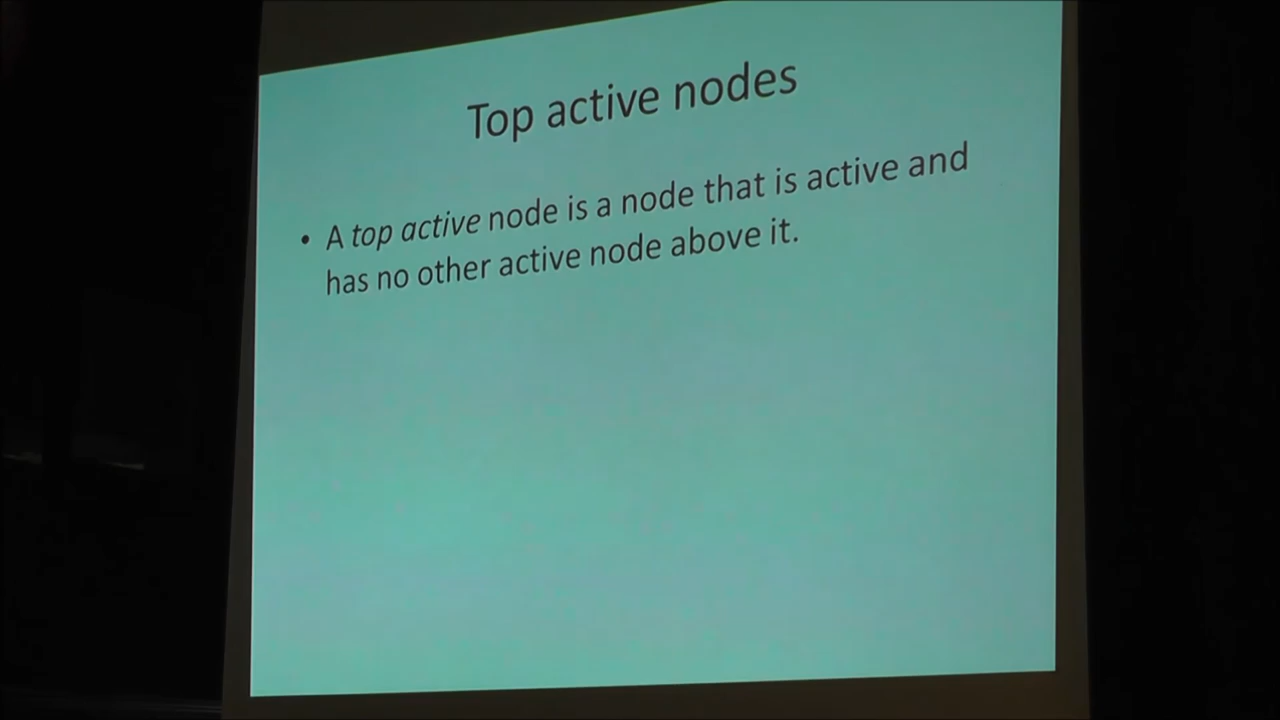 Top active nodes
• A top active node is a node that is active and
has no other active node above it.